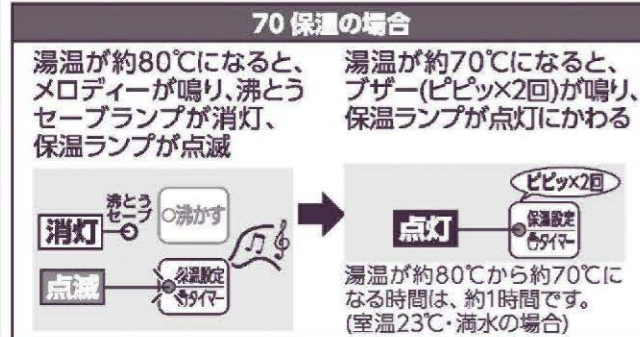 70 保温の場合
湯温が約80℃になると、
メロディーが鳴り、沸とう
セーブランプが消灯、
保温ランプが点滅
消灯
沸とう
セーブ
沸かす
点滅
保温設定
タイマー
湯温が約70℃になると、
ブザー(ピピッ×2回)が鳴り、
保温ランプが点灯にかわる
ピピッ×2回
点灯
保温設定
タイマー
湯温が約80℃から約70℃に
なる時間は、約1時間です。
(室温23℃・満水の場合)